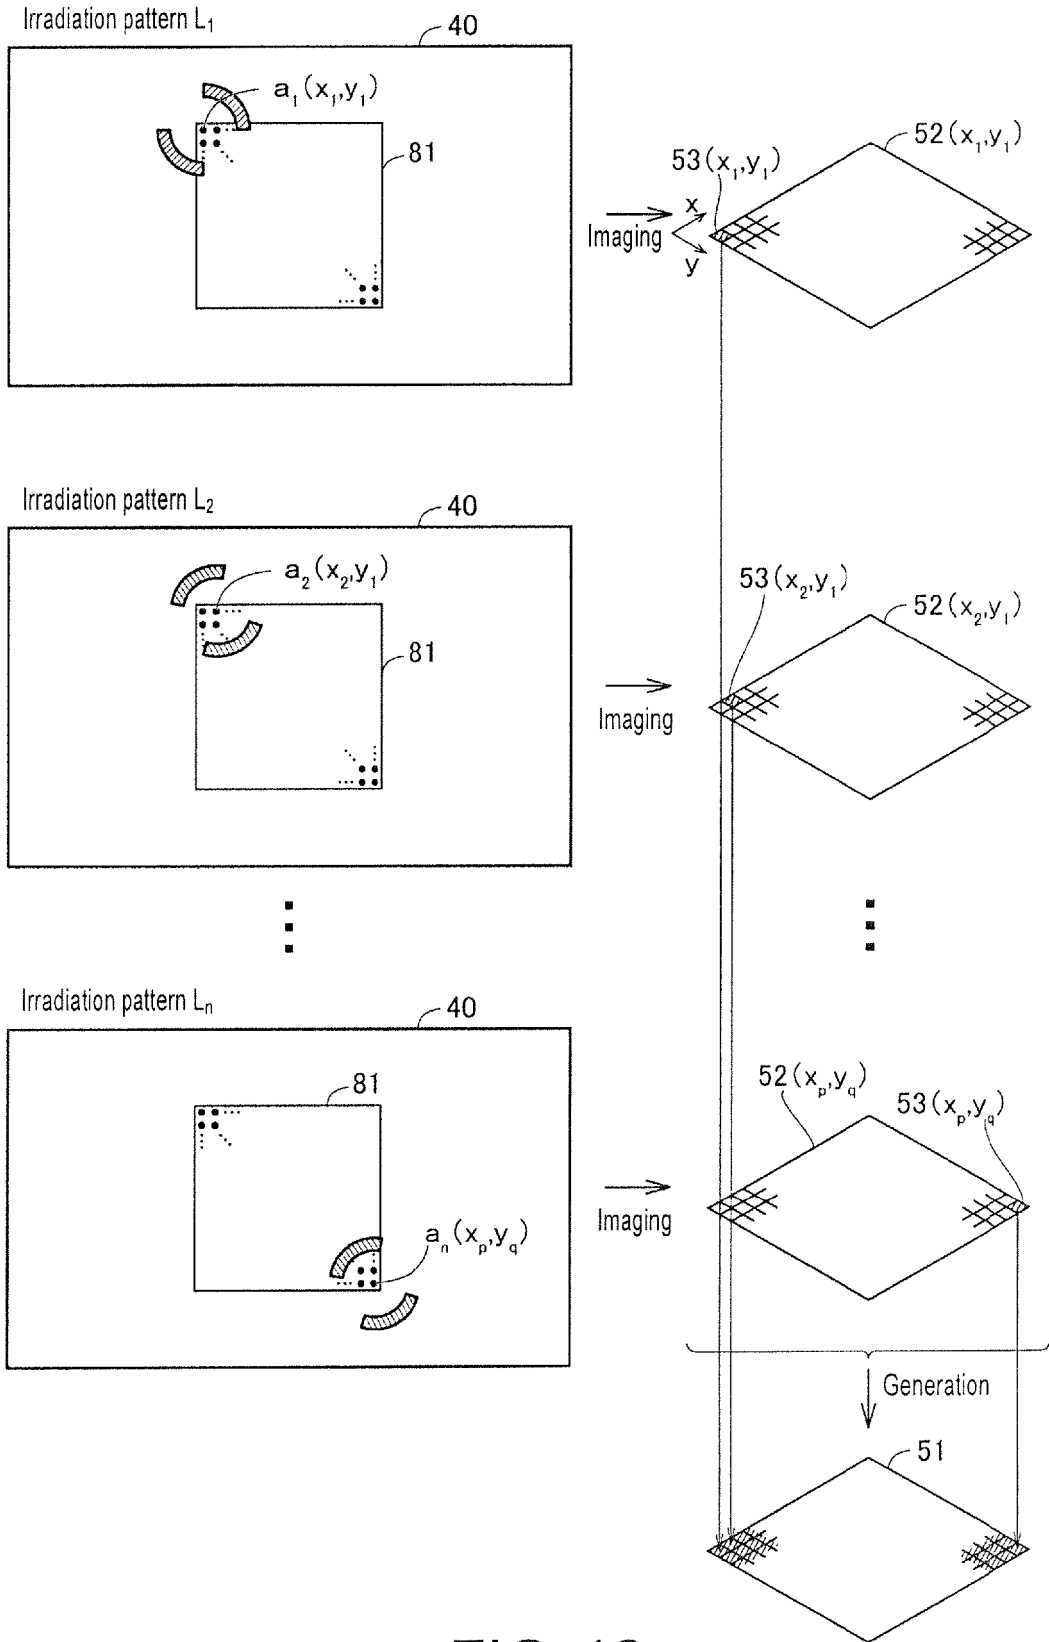 Irradiation pattern L₁
40
a₁(x₁,y₁)
81
Imaging
x
y
53(x₁,y₁)
52(x₁,y₁)
Irradiation pattern L₂
40
a₂(x₂,y₁)
81
Imaging
53(x₂,y₁)
52(x₂,y₁)
Irradiation pattern Lₙ
40
81
aₙ(xₚ,y_q)
Imaging
52(xₚ,y_q)
53(xₚ,y_q)
Generation
51